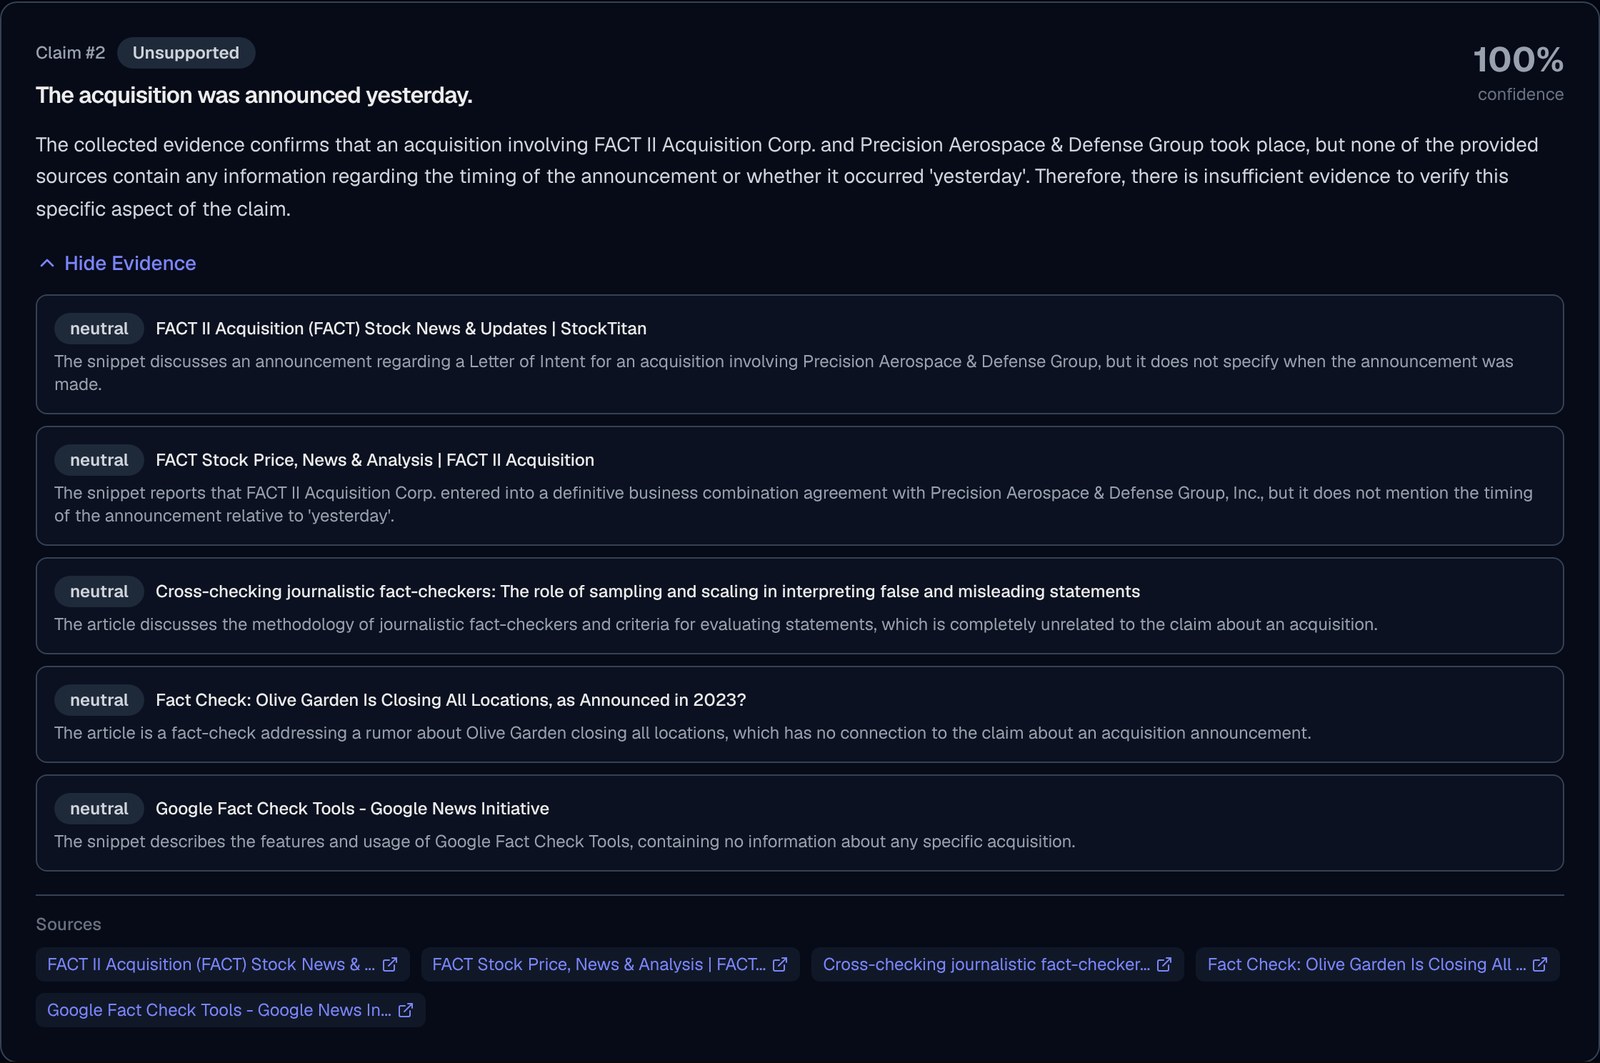 Claim #2 Unsupported
100%
confidence
The acquisition was announced yesterday.
The collected evidence confirms that an acquisition involving FACT II Acquisition Corp. and Precision Aerospace & Defense Group took place, but none of the provided
sources contain any information regarding the timing of the announcement or whether it occurred 'yesterday'. Therefore, there is insufficient evidence to verify this
specific aspect of the claim.
Hide Evidence
neutral FACT II Acquisition (FACT) Stock News & Updates | StockTitan
The snippet discusses an announcement regarding a Letter of Intent for an acquisition involving Precision Aerospace & Defense Group, but it does not specify when the announcement was
made.
neutral FACT Stock Price, News & Analysis | FACT II Acquisition
The snippet reports that FACT II Acquisition Corp. entered into a definitive business combination agreement with Precision Aerospace & Defense Group, Inc., but it does not mention the timing
of the announcement relative to 'yesterday'.
neutral Cross-checking journalistic fact-checkers: The role of sampling and scaling in interpreting false and misleading statements
The article discusses the methodology of journalistic fact-checkers and criteria for evaluating statements, which is completely unrelated to the claim about an acquisition.
neutral Fact Check: Olive Garden Is Closing All Locations, as Announced in 2023?
The article is a fact-check addressing a rumor about Olive Garden closing all locations, which has no connection to the claim about an acquisition announcement.
neutral Google Fact Check Tools - Google News Initiative
The snippet describes the features and usage of Google Fact Check Tools, containing no information about any specific acquisition.
Sources
FACT II Acquisition (FACT) Stock News & ... FACT Stock Price, News & Analysis | FACT... Cross-checking journalistic fact-checker... Fact Check: Olive Garden Is Closing All ...
Google Fact Check Tools - Google News In...